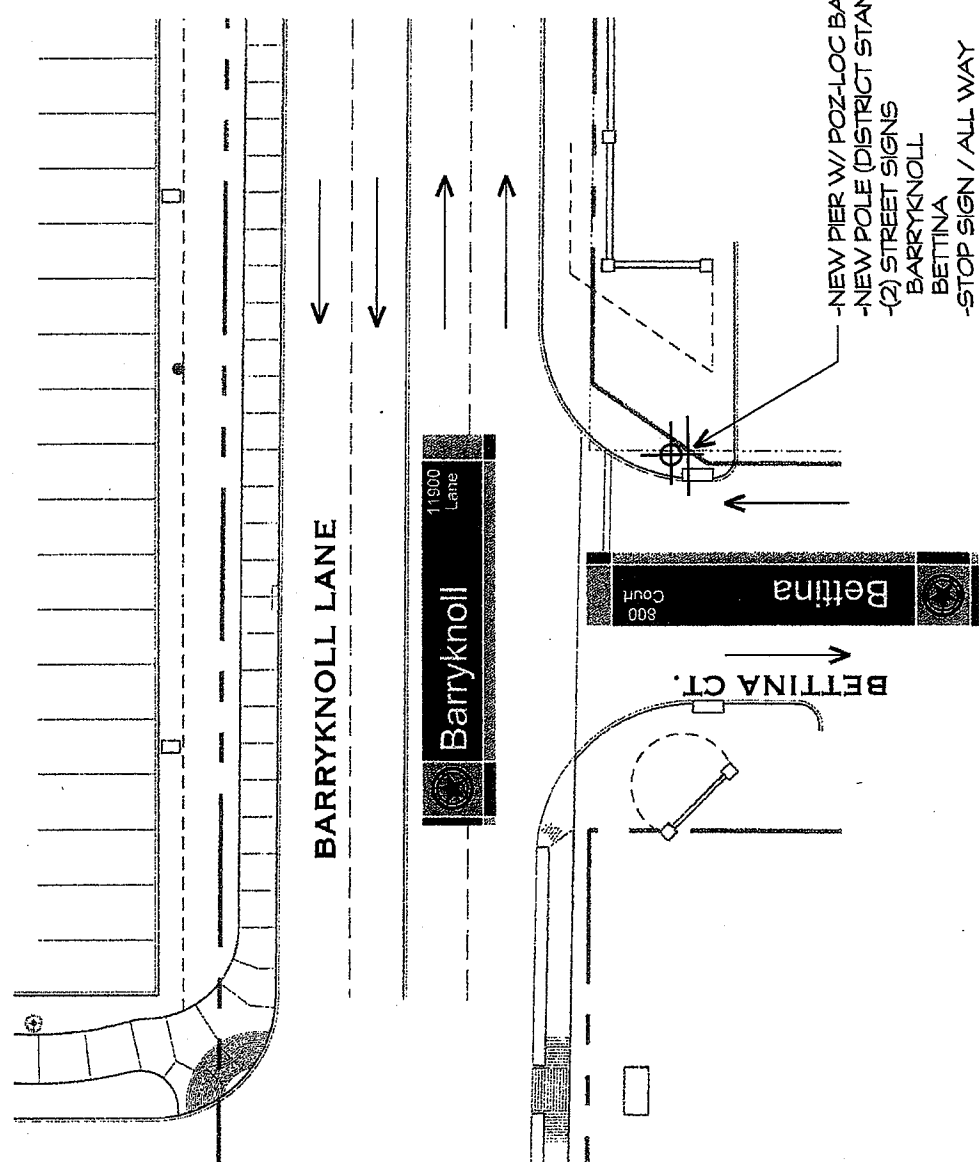 BARRYKNOLL LANE
Barryknoll
11900
Lane
Bettina
800
Court
BETTINA CT.
-NEW PIER W/ POZ-LOC BA
-NEW POLE (DISTRICT STAN
-(2) STREET SIGNS
BARRYKNOLL
BETTINA
-STOP SIGN / ALL WAY